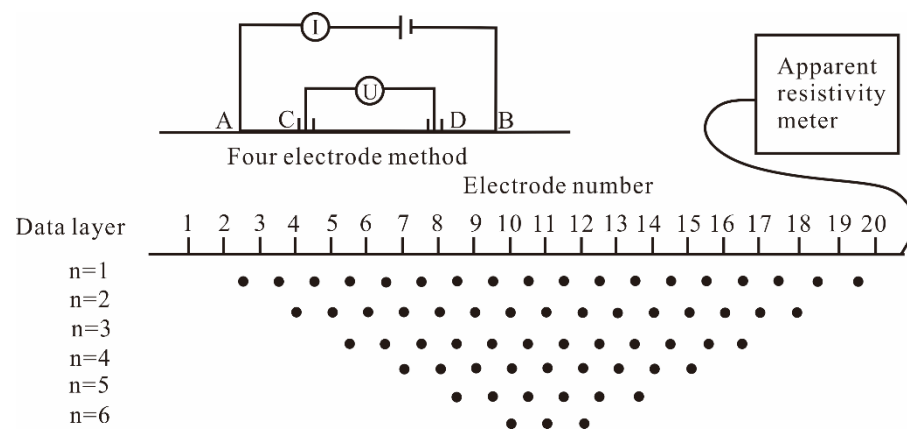 I
U
A C D B
Four electrode method
Apparent
resistivity
meter
Electrode number
Data layer 1 2 3 4 5 6 7 8 9 10 11 12 13 14 15 16 17 18 19 20
n=1
n=2
n=3
n=4
n=5
n=6